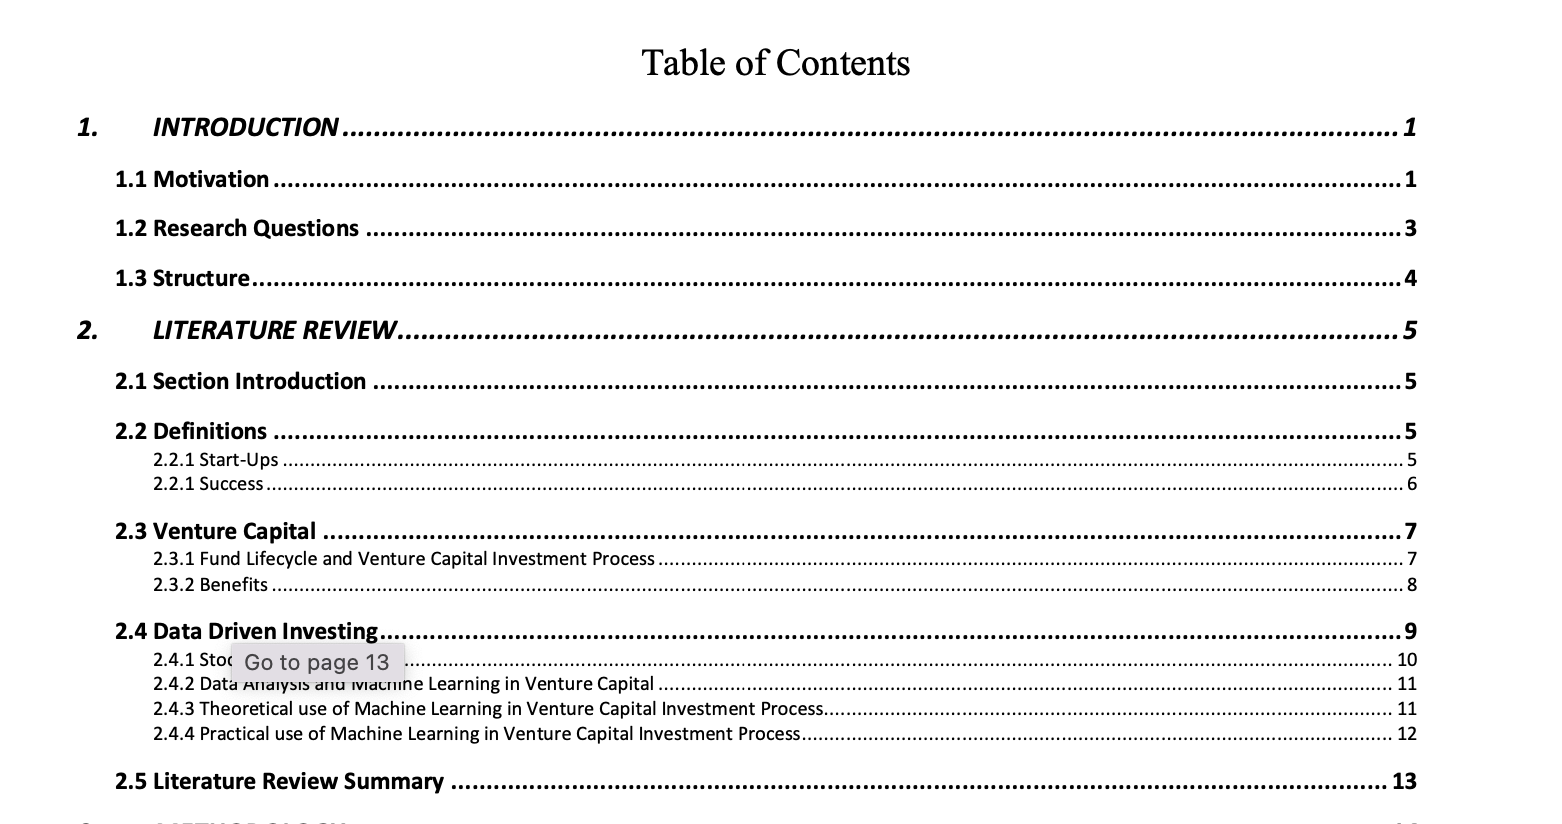 Table of Contents
1. INTRODUCTION 1
1.1 Motivation 1
1.2 Research Questions 3
1.3 Structure 4
2. LITERATURE REVIEW 5
2.1 Section Introduction 5
2.2 Definitions 5
2.2.1 Start-Ups 5
2.2.1 Success 6
2.3 Venture Capital 7
2.3.1 Fund Lifecycle and Venture Capital Investment Process 7
2.3.2 Benefits 8
2.4 Data Driven Investing 9
2.4.1 10
Go to page 13
2.4.2 Data Analysis and Machine Learning in Venture Capital 11
2.4.3 Theoretical use of Machine Learning in Venture Capital Investment Process 11
2.4.4 Practical use of Machine Learning in Venture Capital Investment Process 12
2.5 Literature Review Summary 13